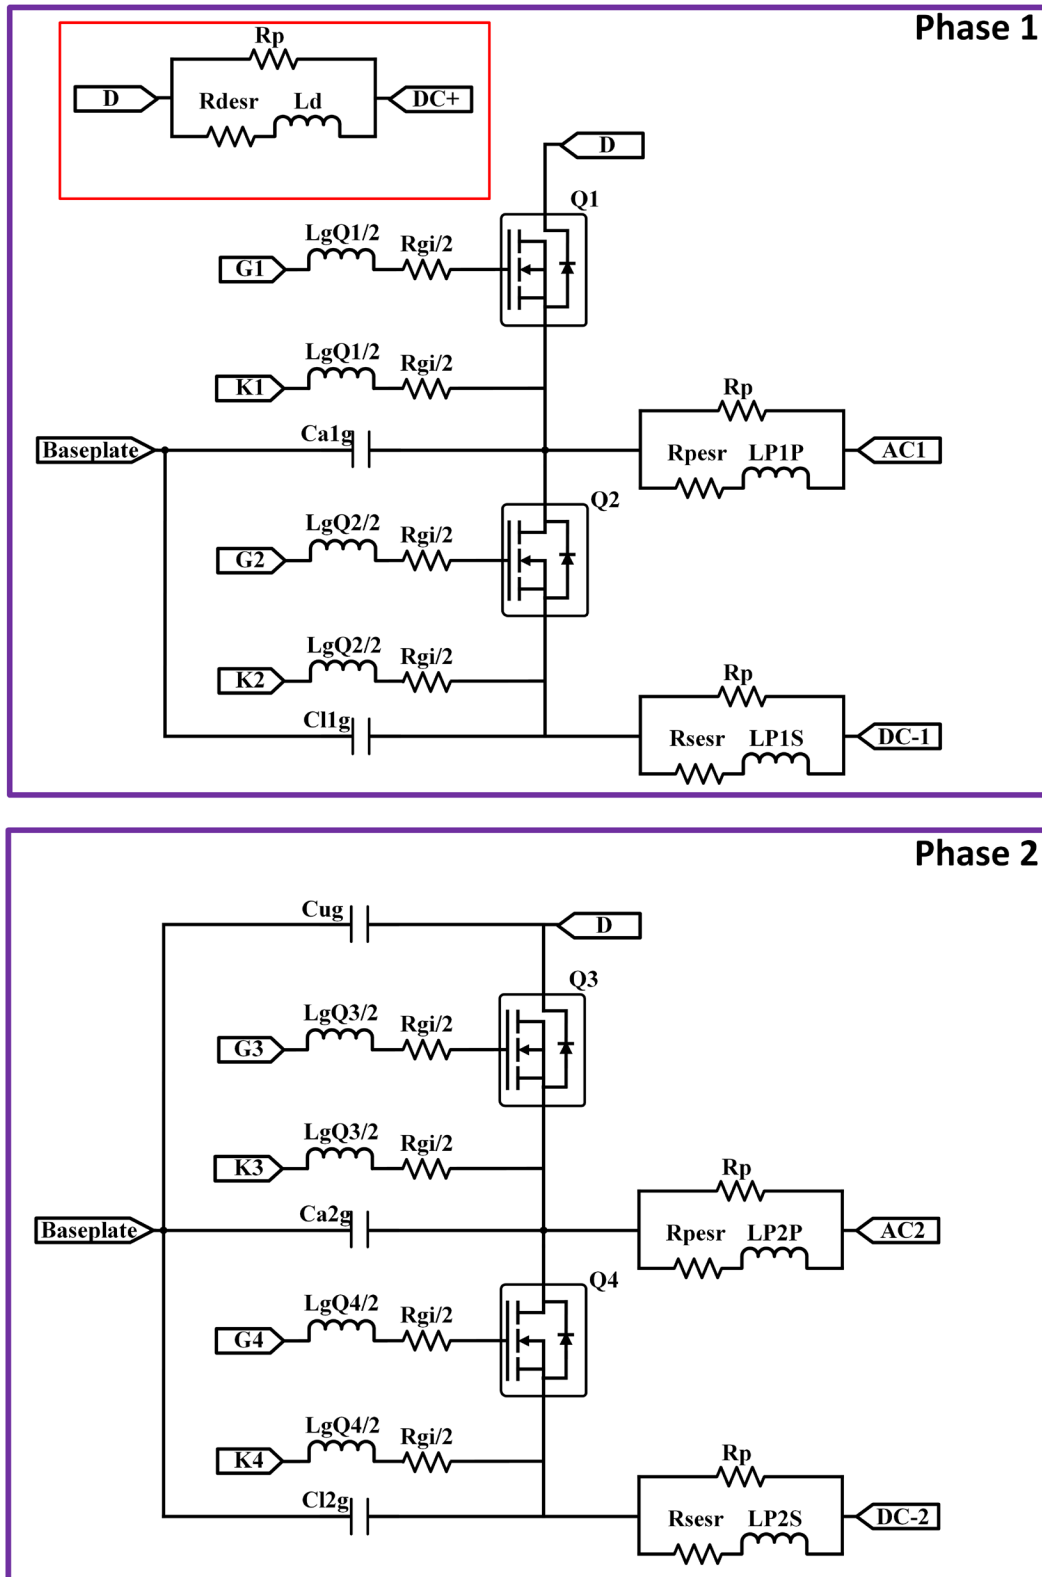 Phase 1
Rp
D
Rdesr
Ld
DC+
D
Q1
LgQ1/2
Rgi/2
G1
LgQ1/2
Rgi/2
K1
Rp
Ca1g
Baseplate
Rpesr
LP1P
AC1
Q2
LgQ2/2
Rgi/2
G2
LgQ2/2
Rgi/2
K2
Rp
Cl1g
Rsesr
LP1S
DC-1
Phase 2
Cug
D
Q3
LgQ3/2
Rgi/2
G3
LgQ3/2
Rgi/2
K3
Rp
Ca2g
Baseplate
Rpesr
LP2P
AC2
Q4
LgQ4/2
Rgi/2
G4
LgQ4/2
Rgi/2
K4
Rp
Cl2g
Rsesr
LP2S
DC-2